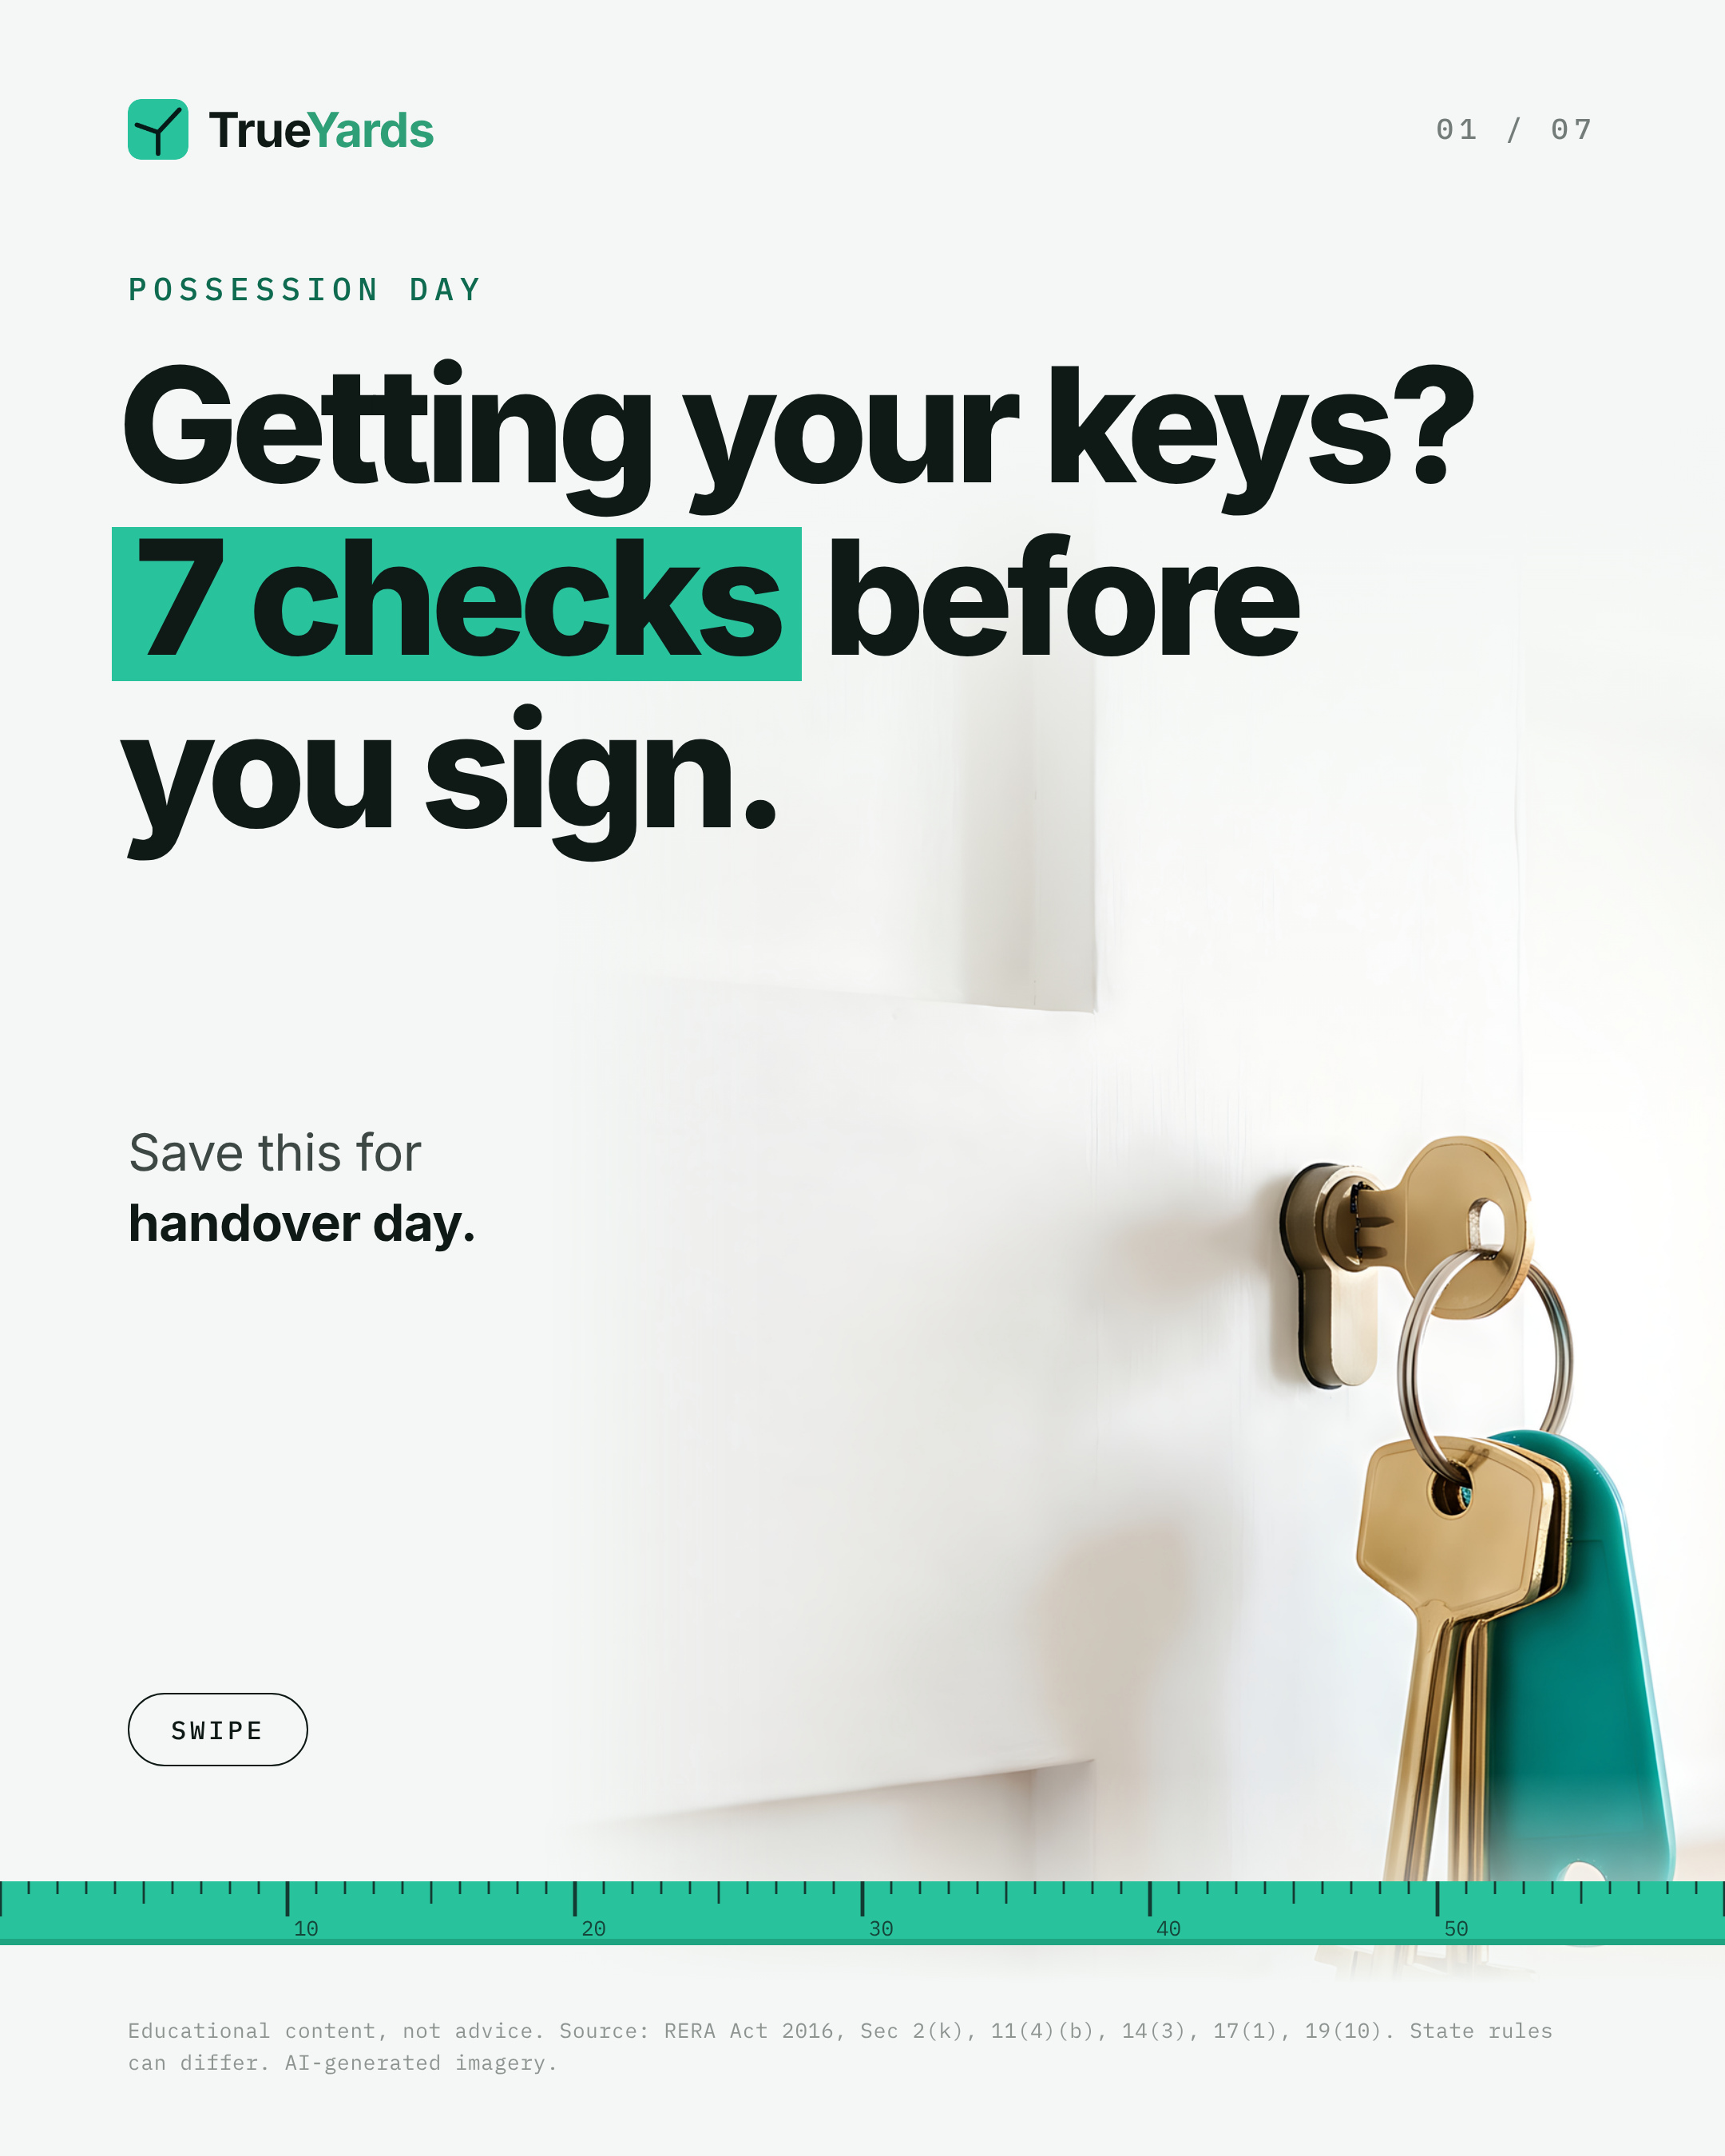 TrueYards
01 / 07
POSSESSION DAY
Getting your keys?
7 checks before
you sign.
Save this for
handover day.
SWIPE
10 20 30 40 50
Educational content, not advice. Source: RERA Act 2016, Sec 2(k), 11(4)(b), 14(3), 17(1), 19(10). State rules
can differ. AI-generated imagery.